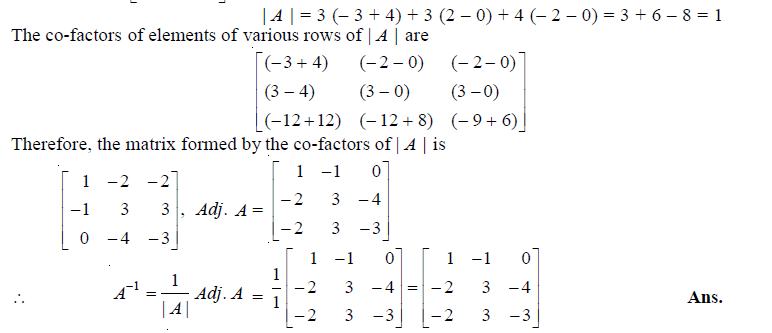 | A | = 3 (– 3 + 4) + 3 (2 – 0) + 4 (– 2 – 0) = 3 + 6 – 8 = 1
The co-factors of elements of various rows of | A | are
(–3 + 4) (– 2 – 0) (– 2 – 0)
(3 – 4) (3 – 0) (3 – 0)
(–12 + 12) (– 12 + 8) (– 9 + 6)
Therefore, the matrix formed by the co-factors of | A | is
[ 1 –2 –2 ; –1 3 3 ; 0 –4 –3 ], Adj. A = [ 1 –1 0 ; –2 3 –4 ; –2 3 –3 ]
∴ A⁻¹ = 1/|A| Adj. A = 1/1 [ 1 –1 0 ; –2 3 –4 ; –2 3 –3 ] = [ 1 –1 0 ; –2 3 –4 ; –2 3 –3 ] Ans.